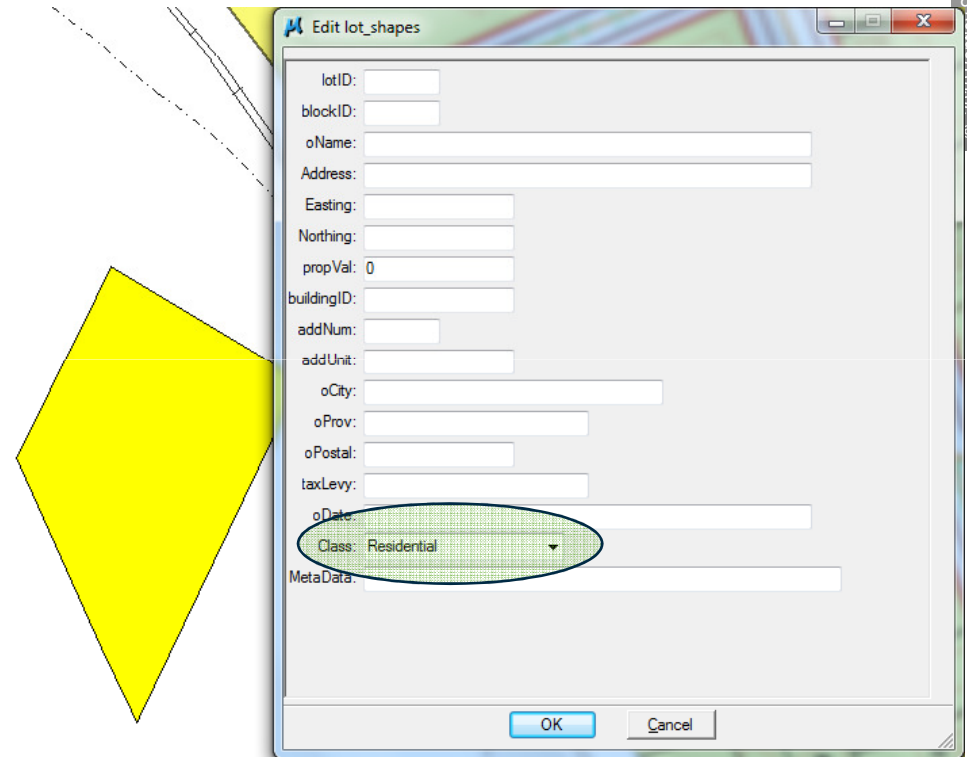 Edit lot_shapes
lotID:
blockID:
oName:
Address:
Easting:
Northing:
propVal: 0
buildingID:
addNum:
addUnit:
oCity:
oProv:
oPostal:
taxLevy:
oDate:
Class: Residential
MetaData:
OK Cancel